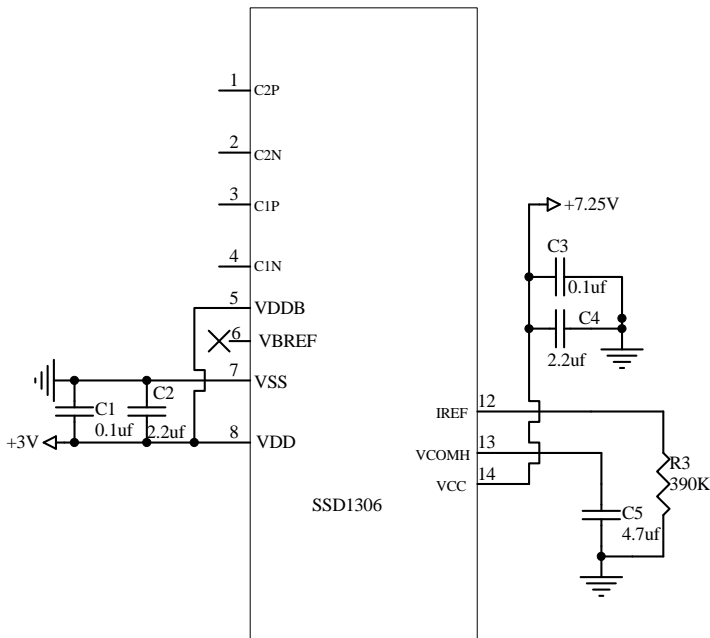 1 C2P
2 C2N
3 C1P
4 C1N
5 VDDB
6 VBREF
7 VSS
8 VDD
C1
0.1uf
C2
2.2uf
+3V
SSD1306
+7.25V
C3
0.1uf
C4
2.2uf
IREF 12
VCOMH 13
VCC 14
R3
390K
C5
4.7uf